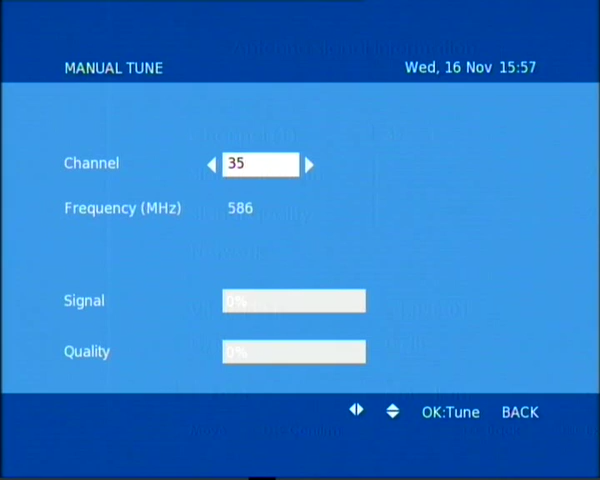 MANUAL TUNE Wed, 16 Nov 15:57
Channel 35
Frequency (MHz) 586
Signal 0%
Quality 0%
OK:Tune BACK